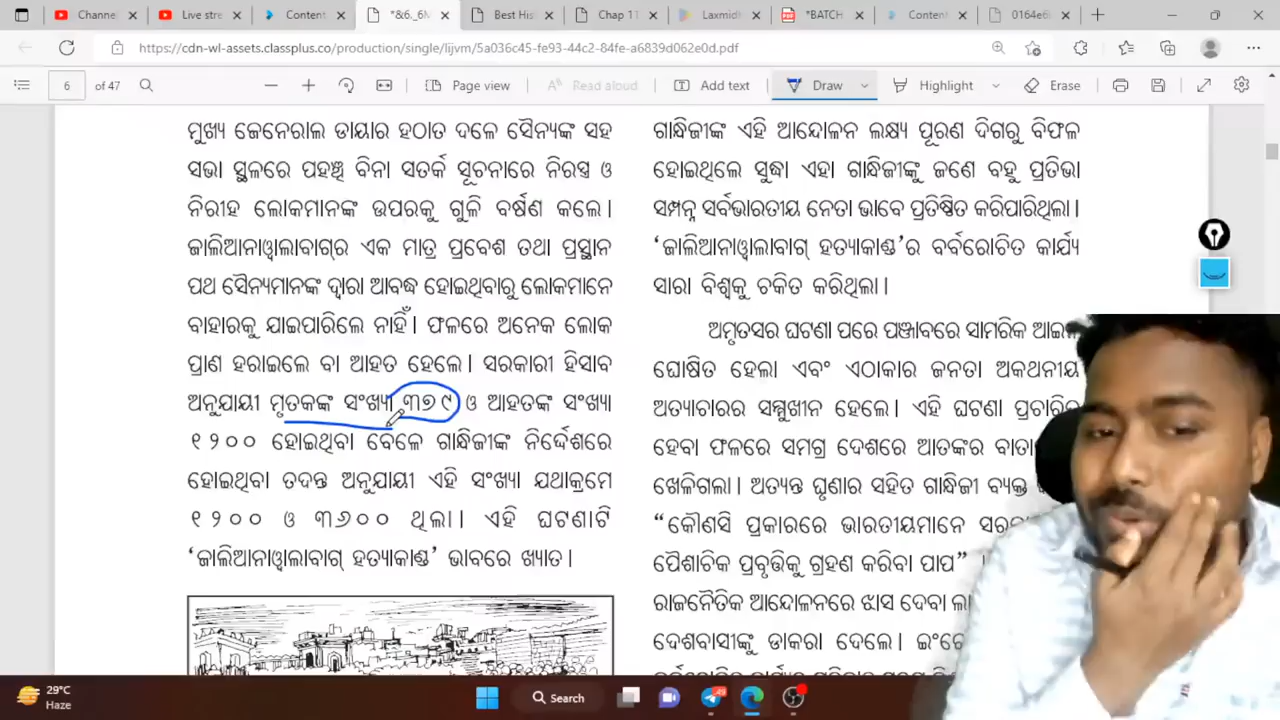 Channel
Live stre
Content
*&6._6M
Best His
Chap 11
Laxmidh
*BATCH
Content
0164e6
https://cdn-wl-assets.classplus.co/production/single/lijvm/5a036c45-fe93-44c2-84fe-a6839d062e0d.pdf
6 of 47
Page view
Read aloud
Add text
Draw
Highlight
Erase
ମୁଖ୍ୟ ଜେନେରାଲ ଡାୟାର ହଠାତ ଦଳେ ସୈନ୍ୟଙ୍କ ସହ
ସଭା ସ୍ଥଳରେ ପହଞ୍ଚି ବିନା ସତର୍କ ସୂଚନାରେ ନିରସ୍ତ୍ର ଓ
ନିରୀହ ଲୋକମାନଙ୍କ ଉପରକୁ ଗୁଳି ବର୍ଷଣ କଲେ।
ଜାଲିଆନାୱାଲାବାଗ୍‌ର ଏକ ମାତ୍ର ପ୍ରବେଶ ତଥା ପ୍ରସ୍ଥାନ
ପଥ ସୈନ୍ୟମାନଙ୍କ ଦ୍ୱାରା ଆବଦ୍ଧ ହୋଇଥିବାରୁ ଲୋକମାନେ
ବାହାରକୁ ଯାଇପାରିଲେ ନାହିଁ। ଫଳରେ ଅନେକ ଲୋକ
ପ୍ରାଣ ହରାଇଲେ ବା ଆହତ ହେଲେ। ସରକାରୀ ହିସାବ
ଅନୁଯାୟୀ ମୃତକଙ୍କ ସଂଖ୍ୟା ୩୭୯ ଓ ଆହତଙ୍କ ସଂଖ୍ୟା
୧୨୦୦ ହୋଇଥିବା ବେଳେ ଗାନ୍ଧିଜୀଙ୍କ ନିର୍ଦ୍ଦେଶରେ
ହୋଇଥିବା ତଦନ୍ତ ଅନୁଯାୟୀ ଏହି ସଂଖ୍ୟା ଯଥାକ୍ରମେ
୧୨୦୦ ଓ ୩୬୦୦ ଥିଲା। ଏହି ଘଟଣାଟି
‘ଜାଲିଆନାୱାଲାବାଗ୍ ହତ୍ୟାକାଣ୍ଡ’ ଭାବରେ ଖ୍ୟାତ।
ଗାନ୍ଧିଜୀଙ୍କ ଏହି ଆନ୍ଦୋଳନ ଲକ୍ଷ୍ୟ ପୂରଣ ଦିଗରୁ ବିଫଳ
ହୋଇଥିଲେ ସୁଦ୍ଧା ଏହା ଗାନ୍ଧିଜୀଙ୍କୁ ଜଣେ ବହୁ ପ୍ରତିଭା
ସମ୍ପନ୍ନ ସର୍ବଭାରତୀୟ ନେତା ଭାବେ ପ୍ରତିଷ୍ଠିତ କରିପାରିଥିଲା।
‘ଜାଲିଆନାୱାଲାବାଗ୍ ହତ୍ୟାକାଣ୍ଡ’ର ବର୍ବରୋଚିତ କାର୍ଯ୍ୟ
ସାରା ବିଶ୍ୱକୁ ଚକିତ କରିଥିଲା।
ଅମୃତସର ଘଟଣା ପରେ ପଞ୍ଜାବରେ ସାମରିକ ଆଇନ
ଘୋଷିତ ହେଲା ଏବଂ ଏଠାକାର ଜନତା ଅକଥନୀୟ
ଅତ୍ୟାଚାରର ସମ୍ମୁଖୀନ ହେଲେ। ଏହି ଘଟଣା ପ୍ରଚାରିତ
ହେବା ଫଳରେ ସମଗ୍ର ଦେଶରେ ଆତଙ୍କର
ଖେଳିଗଲା। ଅତ୍ୟନ୍ତ ଘୃଣାର ସହିତ ଗାନ୍ଧିଜୀ ବ୍ୟକ୍ତ
“କୌଣସି ପ୍ରକାରରେ ଭାରତୀୟମାନେ
ପୈଶାଚିକ ପ୍ରବୃତ୍ତିକୁ ଗ୍ରହଣ କରିବା ପାପ”।
ରାଜନୈତିକ ଆନ୍ଦୋଳନରେ ଝାସ ଦେବା
ଦେଶବାସୀଙ୍କୁ ଡାକରା ଦେଲେ।
29°C
Haze
Search